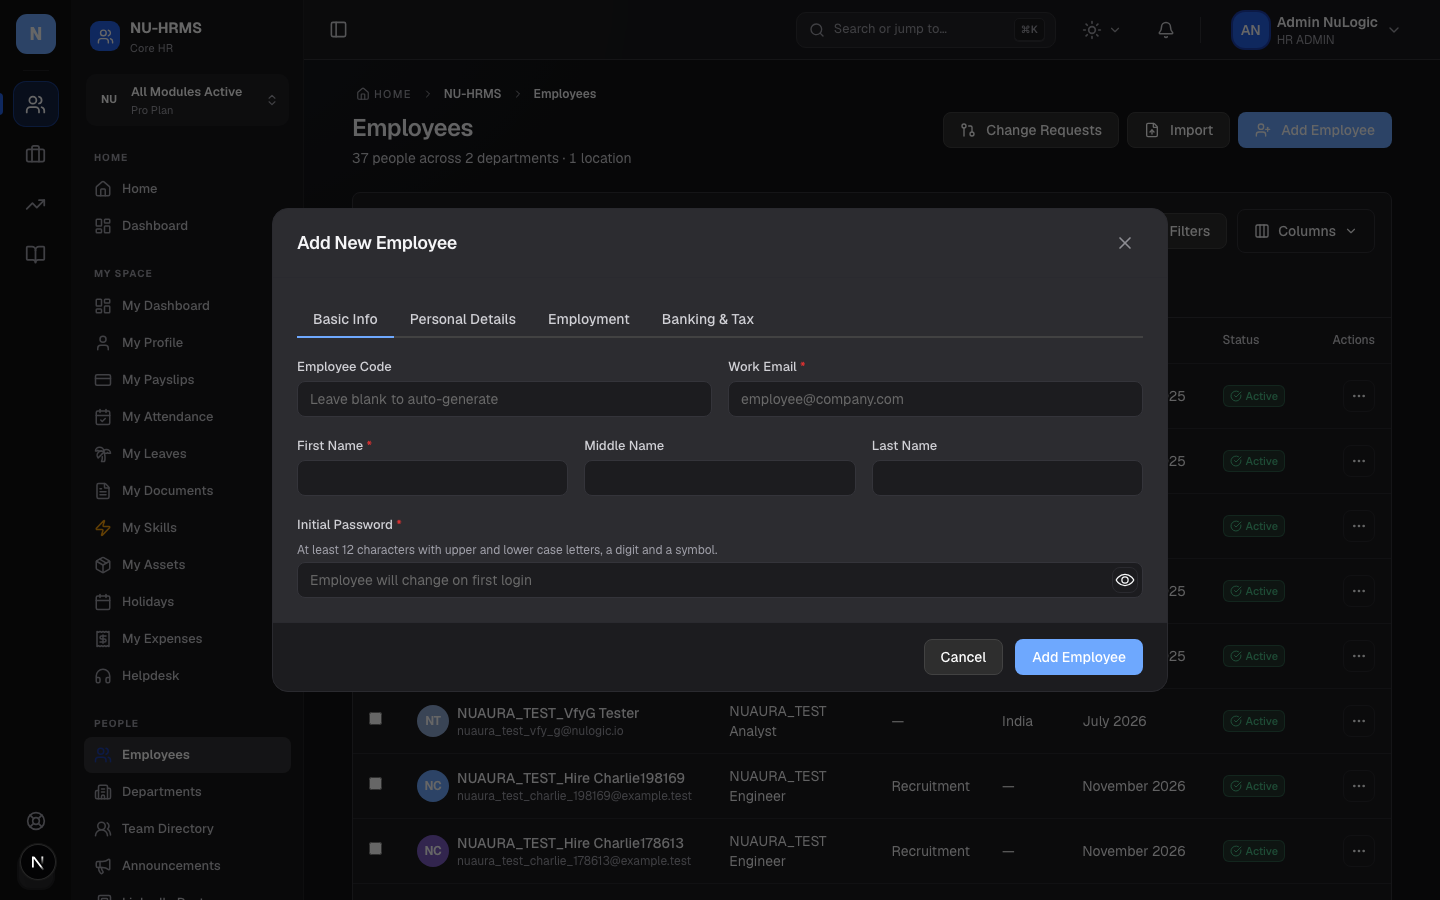 N
NU-HRMS
Core HR
NU
All Modules Active
Pro Plan
HOME
Home
Dashboard
MY SPACE
My Dashboard
My Profile
My Payslips
My Attendance
My Leaves
My Documents
My Skills
My Assets
Holidays
My Expenses
Helpdesk
PEOPLE
Employees
Departments
Team Directory
Announcements
N
Search or jump to...
⌘K
AN
Admin NuLogic
HR ADMIN
HOME > NU-HRMS > Employees
Employees
37 people across 2 departments · 1 location
Change Requests
Import
Add Employee
Filters
Columns
Status
Actions
25
Active
25
Active
Active
25
Active
25
Active
Add New Employee
Basic Info
Personal Details
Employment
Banking & Tax
Employee Code
Leave blank to auto-generate
Work Email *
employee@company.com
First Name *
Middle Name
Last Name
Initial Password *
At least 12 characters with upper and lower case letters, a digit and a symbol.
Employee will change on first login
Cancel
Add Employee
NT
NUAURA_TEST_VfyG Tester
nuaura_test_vfy_g@nulogic.io
NUAURA_TEST
Analyst
—
India
July 2026
Active
NC
NUAURA_TEST_Hire Charlie198169
nuaura_test_charlie_198169@example.test
NUAURA_TEST
Engineer
Recruitment
—
November 2026
Active
NC
NUAURA_TEST_Hire Charlie178613
nuaura_test_charlie_178613@example.test
NUAURA_TEST
Engineer
Recruitment
—
November 2026
Active